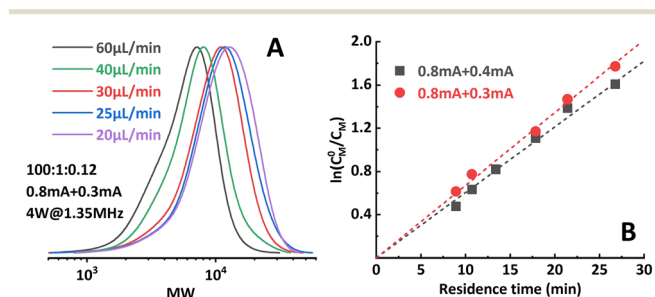 A
60μL/min
40μL/min
30μL/min
25μL/min
20μL/min
100:1:0.12
0.8mA+0.3mA
4W@1.35MHz
10³
10⁴
MW
2.0
1.6
1.2
0.8
0.4
ln(C⁰M/CM)
0.8mA+0.4mA
0.8mA+0.3mA
B
0 5 10 15 20 25 30
Residence time (min)